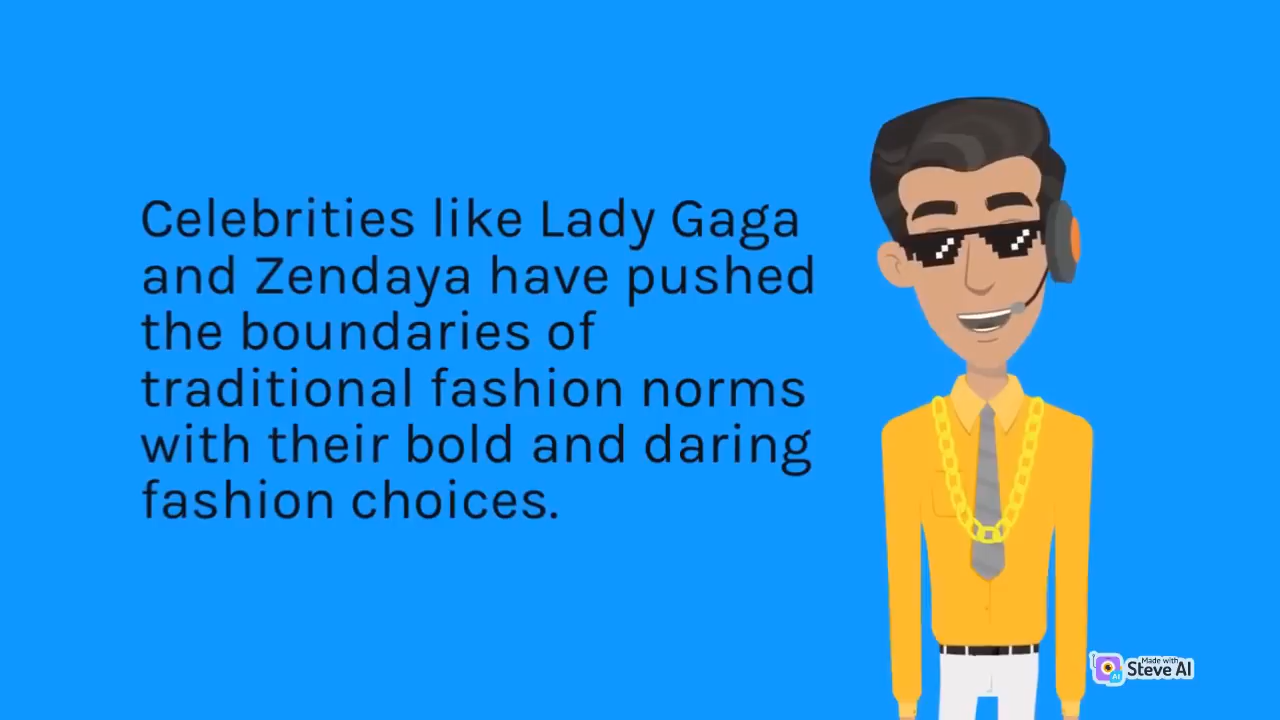 Celebrities like Lady Gaga
and Zendaya have pushed
the boundaries of
traditional fashion norms
with their bold and daring
fashion choices.
Made with
Steve AI
AI